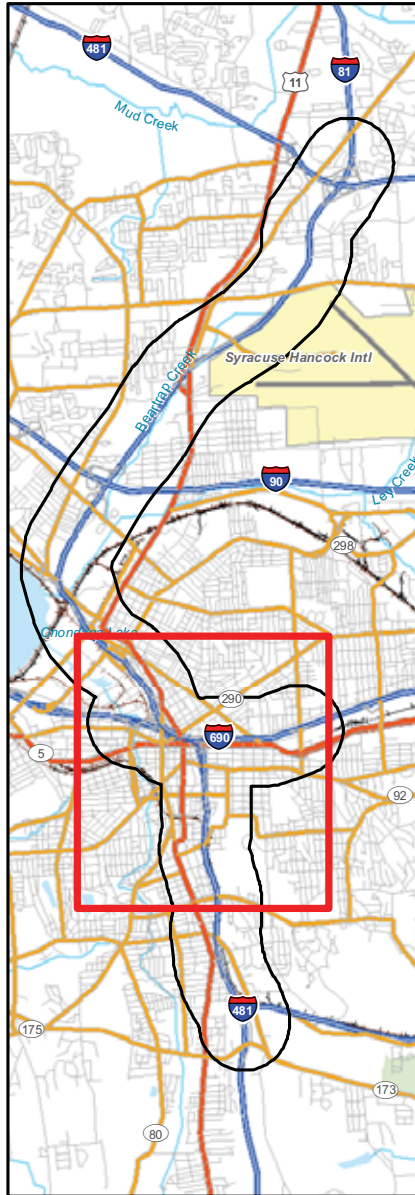 481
81
11
Mud Creek
Syracuse Hancock Intl
Beartrap Creek
90
Ley Creek
298
Onondaga Lake
290
690
5
92
481
175
173
80